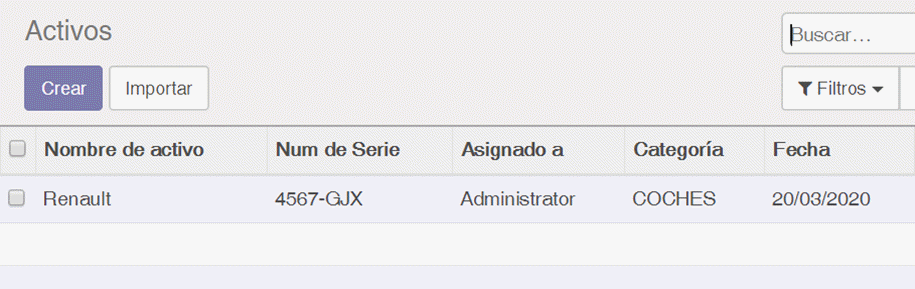 Activos
Buscar...
Crear Importar
Filtros
Nombre de activo Num de Serie Asignado a Categoría Fecha
Renault 4567-GJX Administrator COCHES 20/03/2020